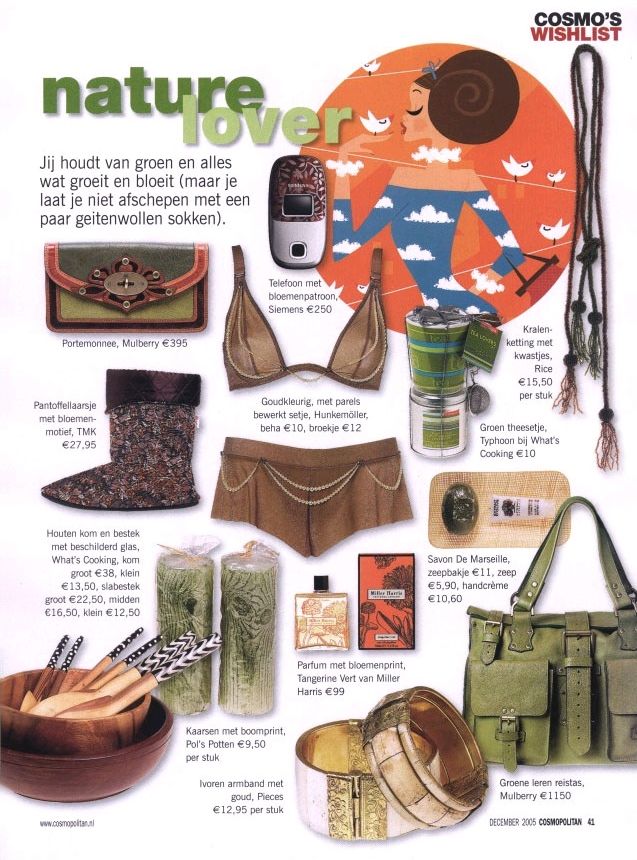 COSMO'S
WISHLIST
nature
lover
Jij houdt van groen en alles
wat groeit en bloeit (maar je
laat je niet afschepen met een
paar geitenwollen sokken).
SIEMENS
Telefoon met
bloemenpatroon,
Siemens €250
Portemonnee, Mulberry €395
Kralen-
ketting met
kwastjes,
Rice
€15,50
per stuk
Goudkleurig, met parels
bewerkt setje, Hunkemöller,
beha €10, broekje €12
Pantoffellaarsje
met bloemen-
motief, TMK
€27,95
Groen theesetje,
Typhoon bij What's
Cooking €10
Houten kom en bestek
met beschilderd glas,
What's Cooking, kom
groot €38, klein
€13,50, slabestek
groot €22,50, midden
€16,50, klein €12,50
Savon De Marseille,
zeepbakje €11, zeep
€5,90, handcrème
€10,60
Miller Harris
Miller Harris
Parfum met bloemenprint,
Tangerine Vert van Miller
Harris €99
Kaarsen met boomprint,
Pol's Potten €9,50
per stuk
Ivoren armband met
goud, Pieces
€12,95 per stuk
Groene leren reistas,
Mulberry €1150
www.cosmopolitan.nl
DECEMBER 2005 COSMOPOLITAN 41